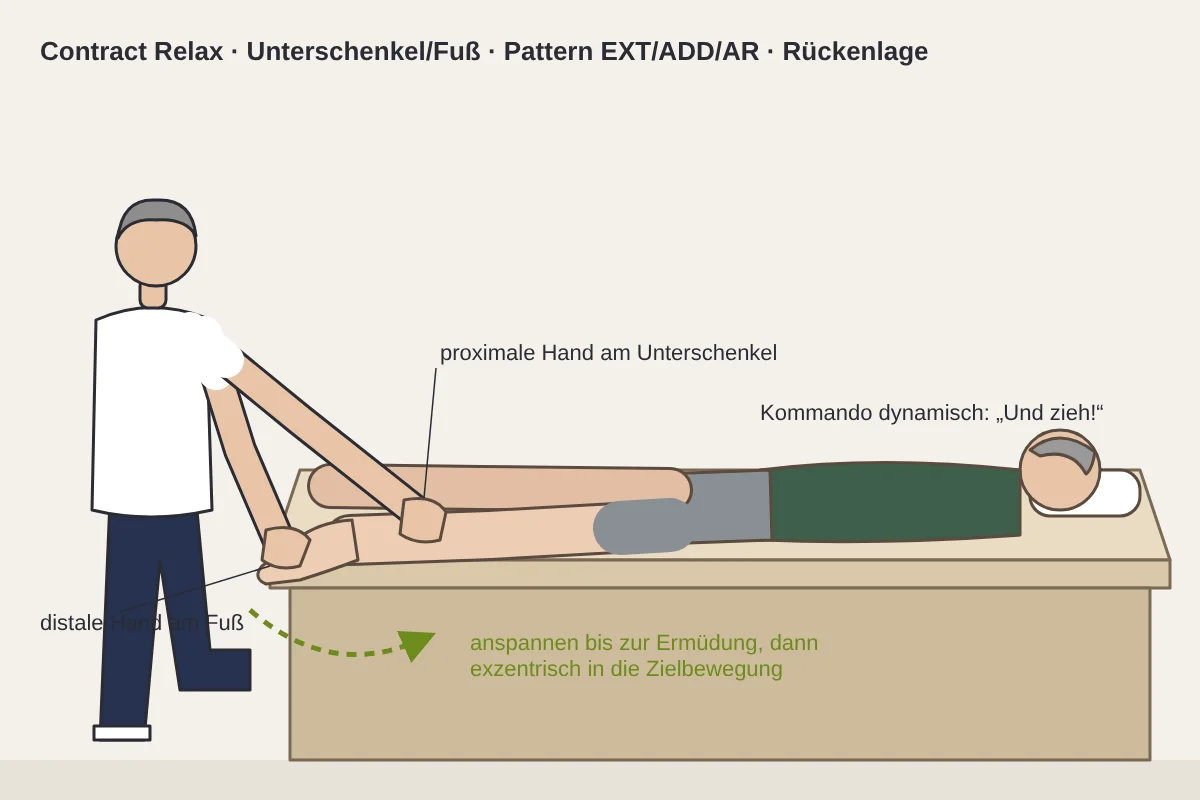 Contract Relax · Unterschenkel/Fuß · Pattern EXT/ADD/AR · Rückenlage
proximale Hand am Unterschenkel
Kommando dynamisch: „Und zieh!“
distale Hand am Fuß
anspannen bis zur Ermüdung, dann
exzentrisch in die Zielbewegung